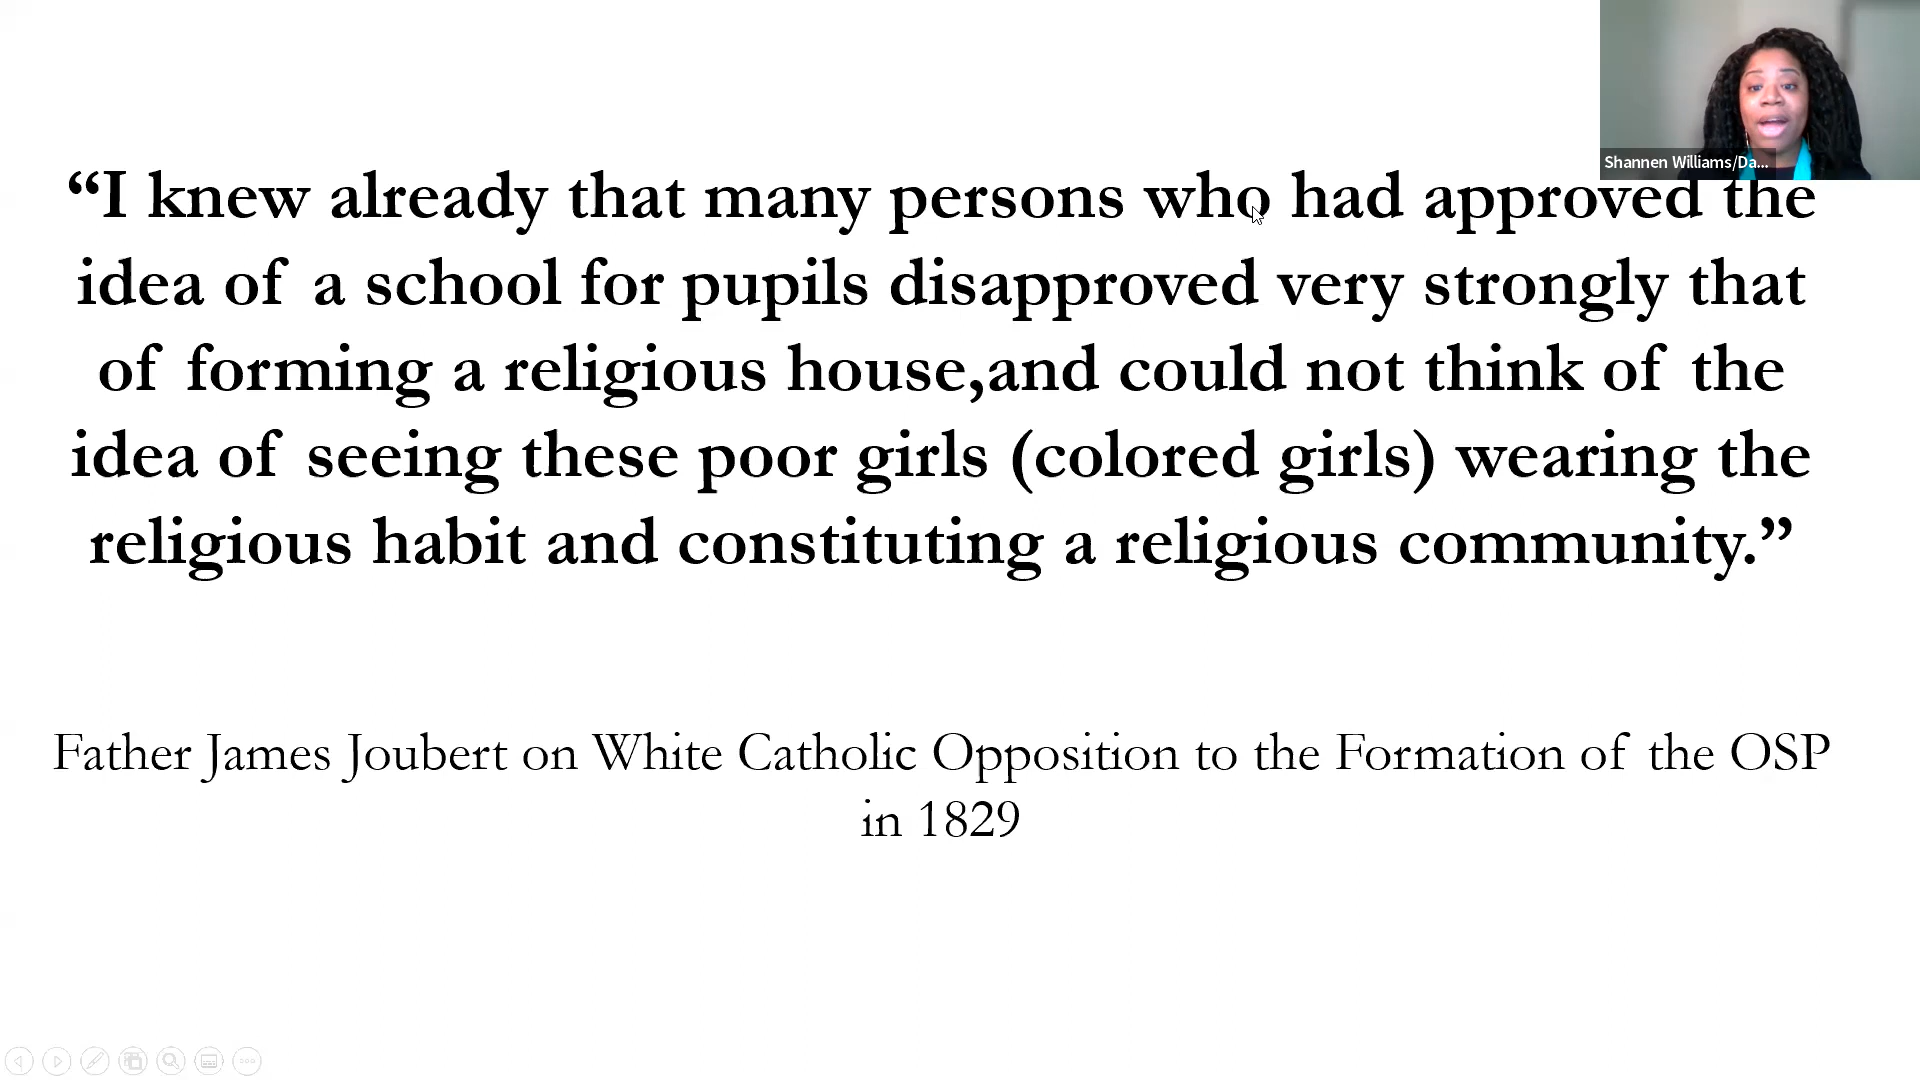 Shannen Williams/Da...
“I knew already that many persons who had approved the
idea of a school for pupils disapproved very strongly that
of forming a religious house,and could not think of the
idea of seeing these poor girls (colored girls) wearing the
religious habit and constituting a religious community.”
Father James Joubert on White Catholic Opposition to the Formation of the OSP
in 1829